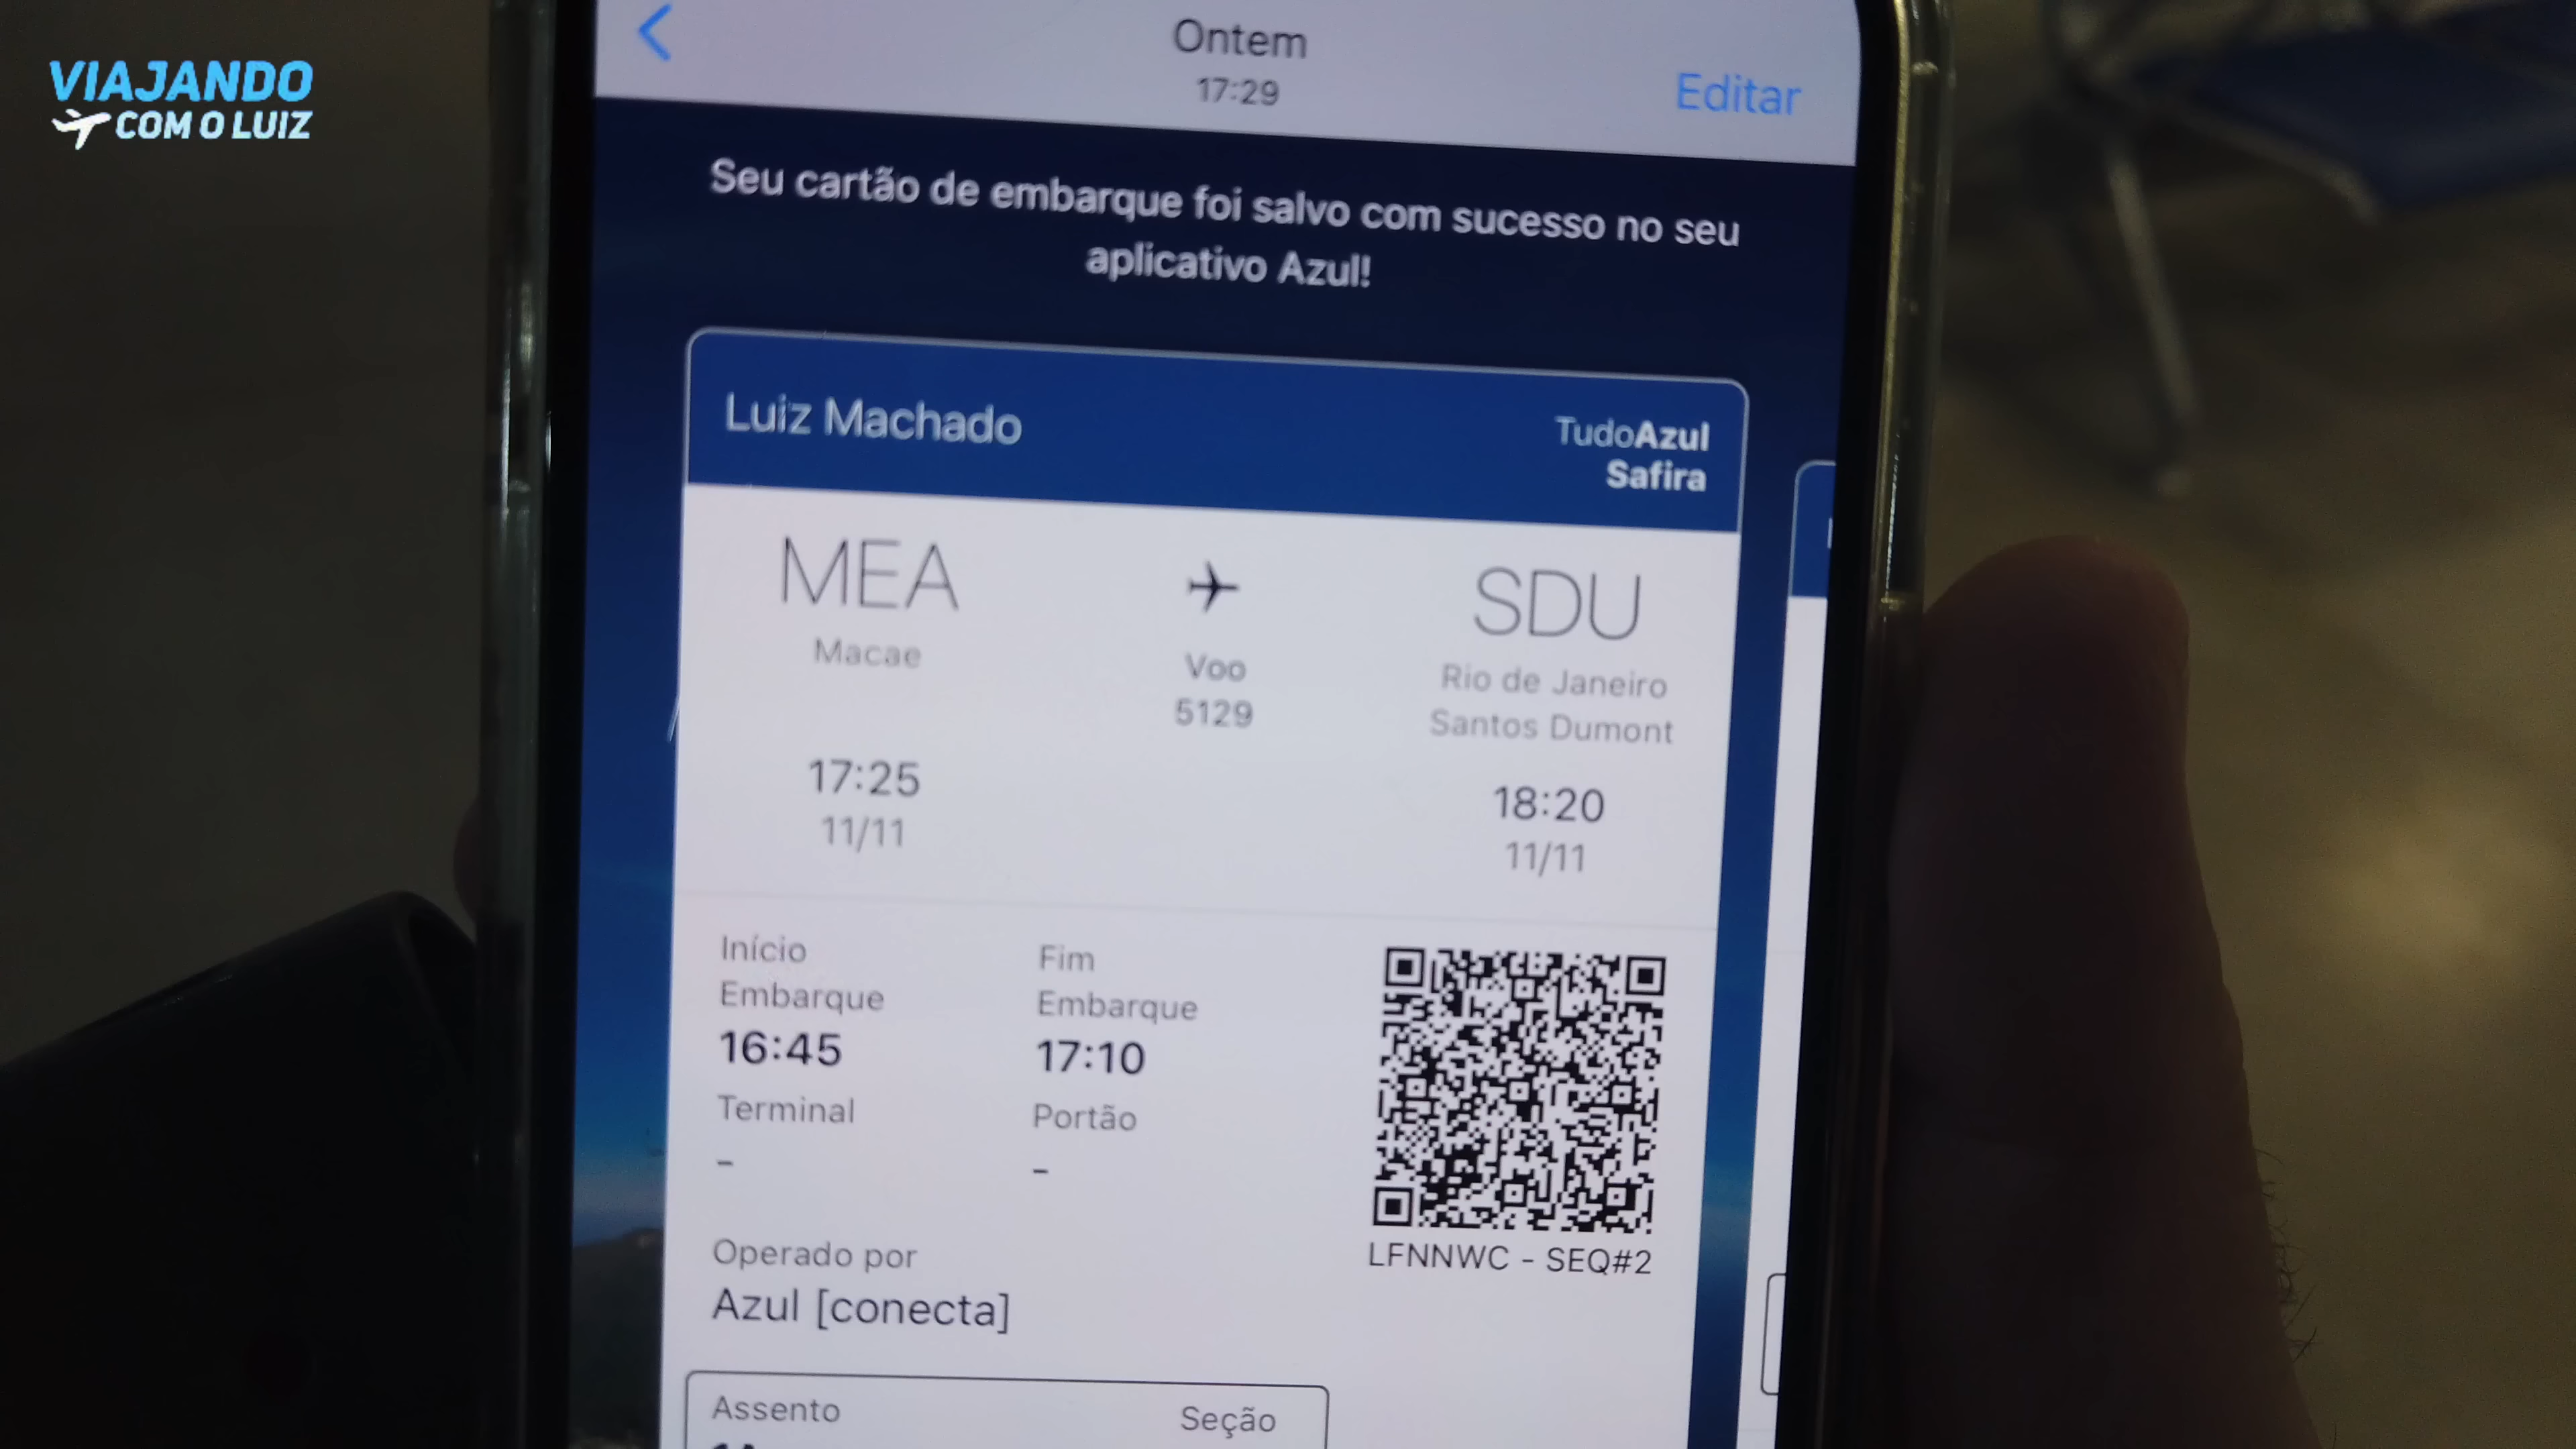 VIAJANDO
COM O LUIZ
Ontem
17:29
Editar
Seu cartão de embarque foi salvo com sucesso no seu
aplicativo Azul!
Luiz Machado
TudoAzul
Safira
MEA
SDU
Macae
Voo
5129
Rio de Janeiro
Santos Dumont
17:25
11/11
18:20
11/11
Início
Embarque
16:45
Fim
Embarque
17:10
Terminal
-
Portão
-
LFNNWC - SEQ#2
Operado por
Azul [conecta]
Assento
Seção